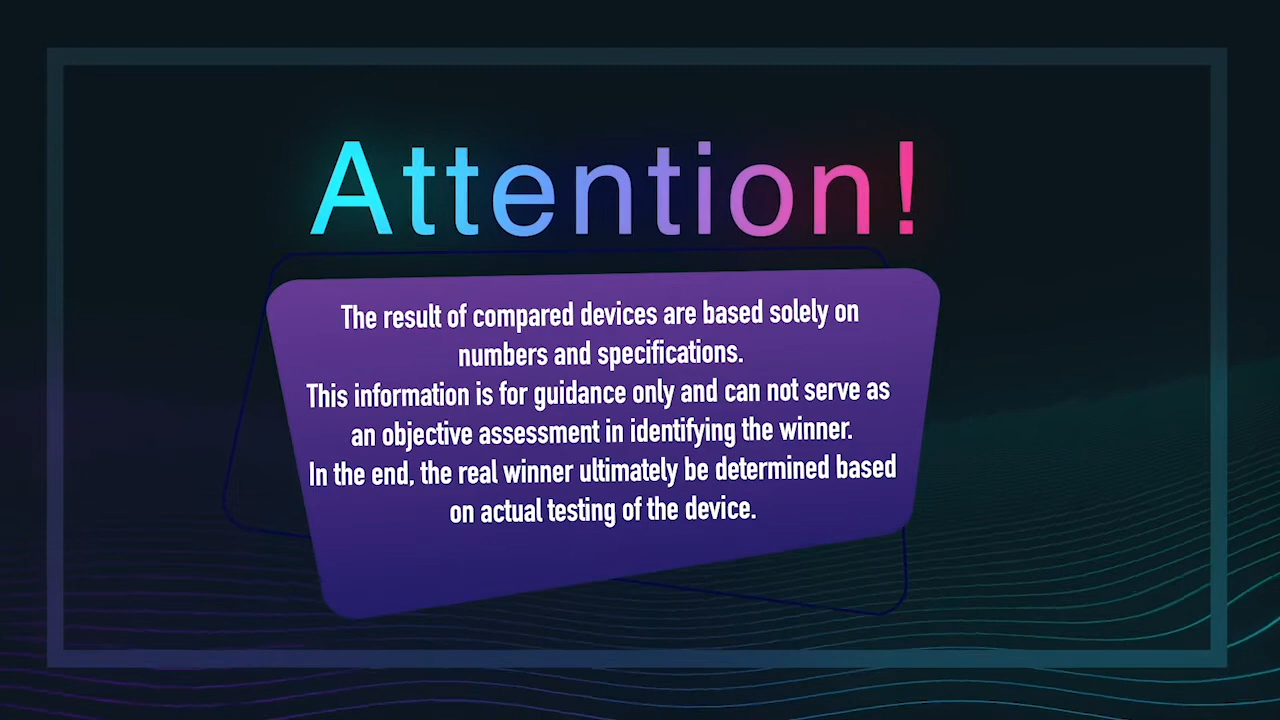 Attention!
The result of compared devices are based solely on
numbers and specifications.
This information is for guidance only and can not serve as
an objective assessment in identifying the winner.
In the end, the real winner ultimately be determined based
on actual testing of the device.